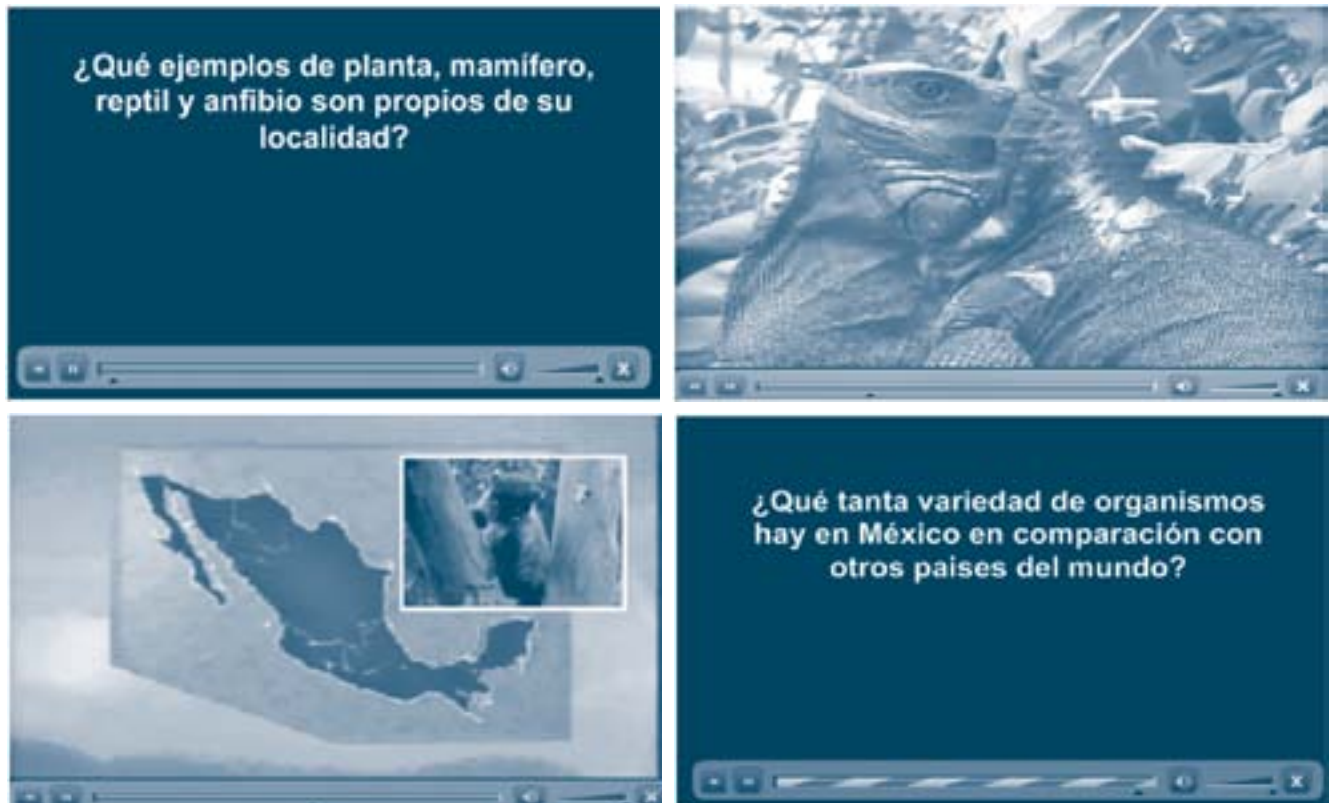 ¿Qué ejemplos de planta, mamífero,
reptil y anfibio son propios de su
localidad?
¿Qué tanta variedad de organismos
hay en México en comparación con
otros paises del mundo?